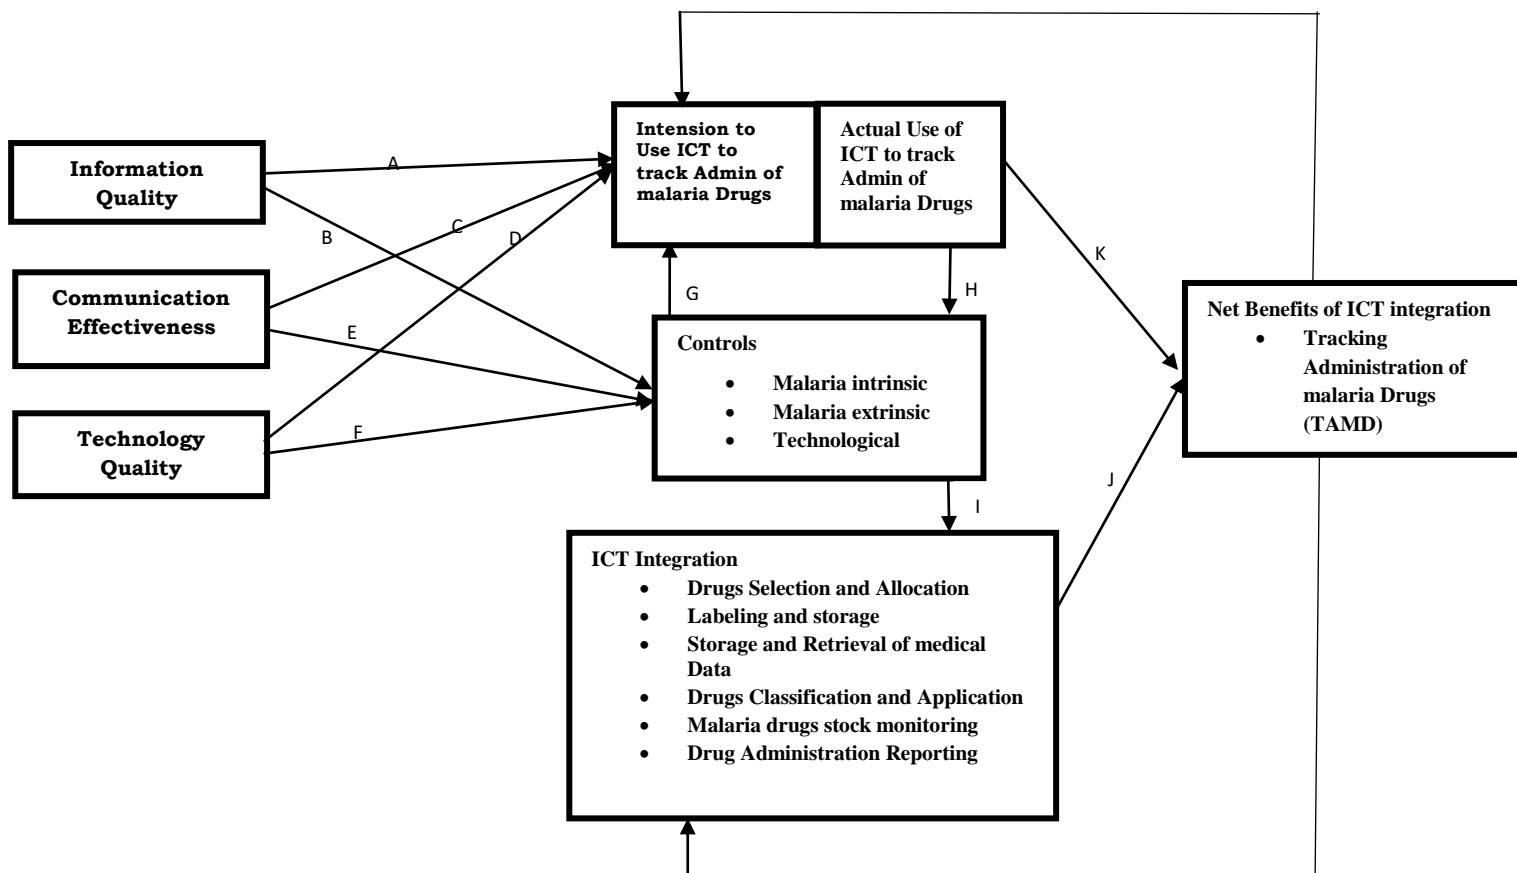 Information
Quality
Communication
Effectiveness
Technology
Quality
A
B
C
D
E
F
Intension to
Use ICT to
track Admin of
malaria Drugs
Actual Use of
ICT to track
Admin of
malaria Drugs
G
H
K
Controls
• Malaria intrinsic
• Malaria extrinsic
• Technological
I
J
ICT Integration
• Drugs Selection and Allocation
• Labeling and storage
• Storage and Retrieval of medical
Data
• Drugs Classification and Application
• Malaria drugs stock monitoring
• Drug Administration Reporting
Net Benefits of ICT integration
• Tracking
Administration of
malaria Drugs
(TAMD)